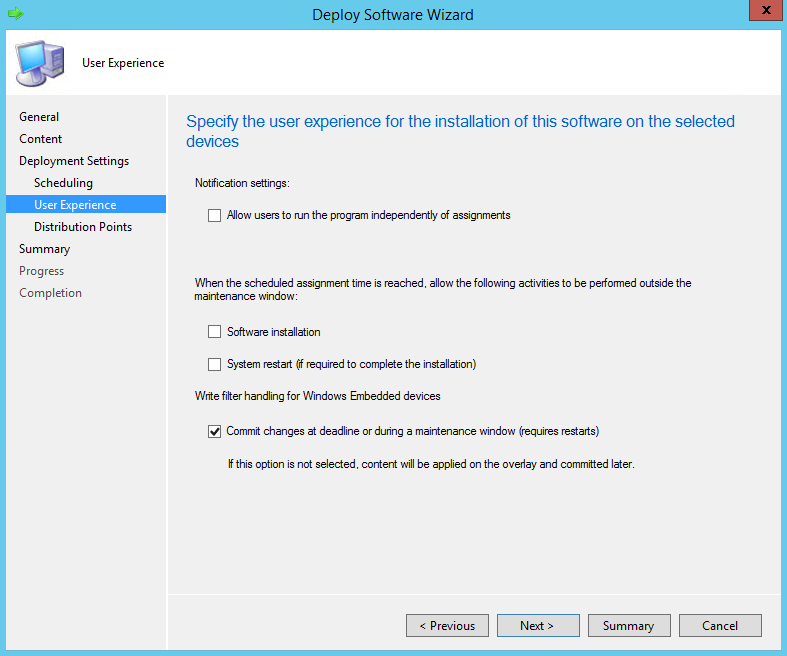 Deploy Software Wizard
x
User Experience
General
Content
Deployment Settings
Scheduling
User Experience
Distribution Points
Summary
Progress
Completion
Specify the user experience for the installation of this software on the selected
devices
Notification settings:
Allow users to run the program independently of assignments
When the scheduled assignment time is reached, allow the following activities to be performed outside the
maintenance window:
Software installation
System restart (if required to complete the installation)
Write filter handling for Windows Embedded devices
Commit changes at deadline or during a maintenance window (requires restarts)
If this option is not selected, content will be applied on the overlay and committed later.
< Previous
Next >
Summary
Cancel